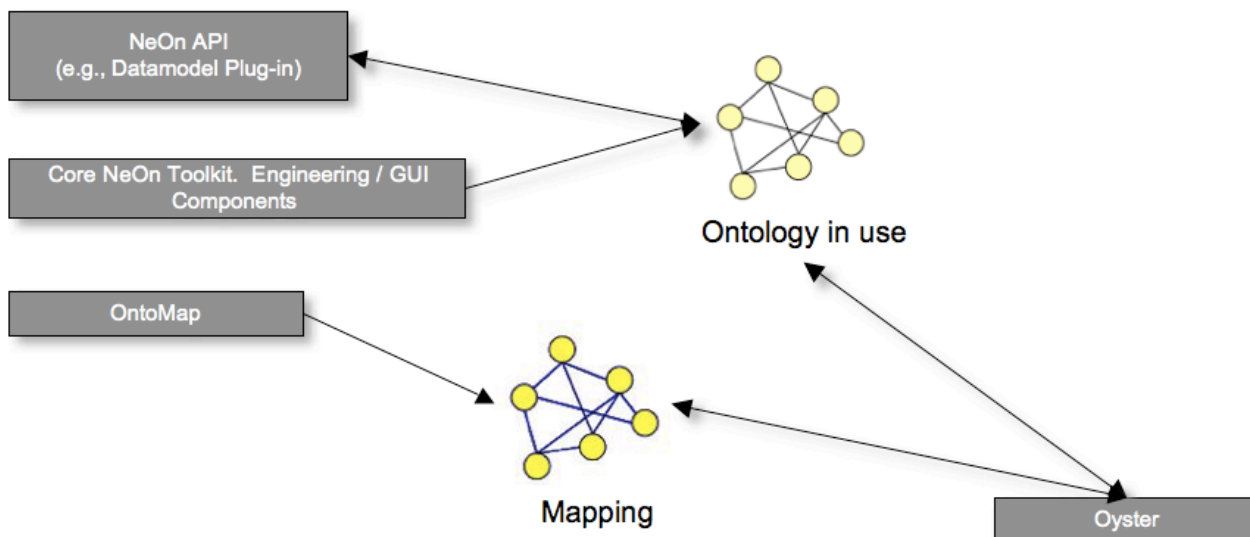 NeOn API
(e.g., Datamodel Plug-in)
Core NeOn Toolkit. Engineering / GUI
Components
Ontology in use
OntoMap
Mapping
Oyster